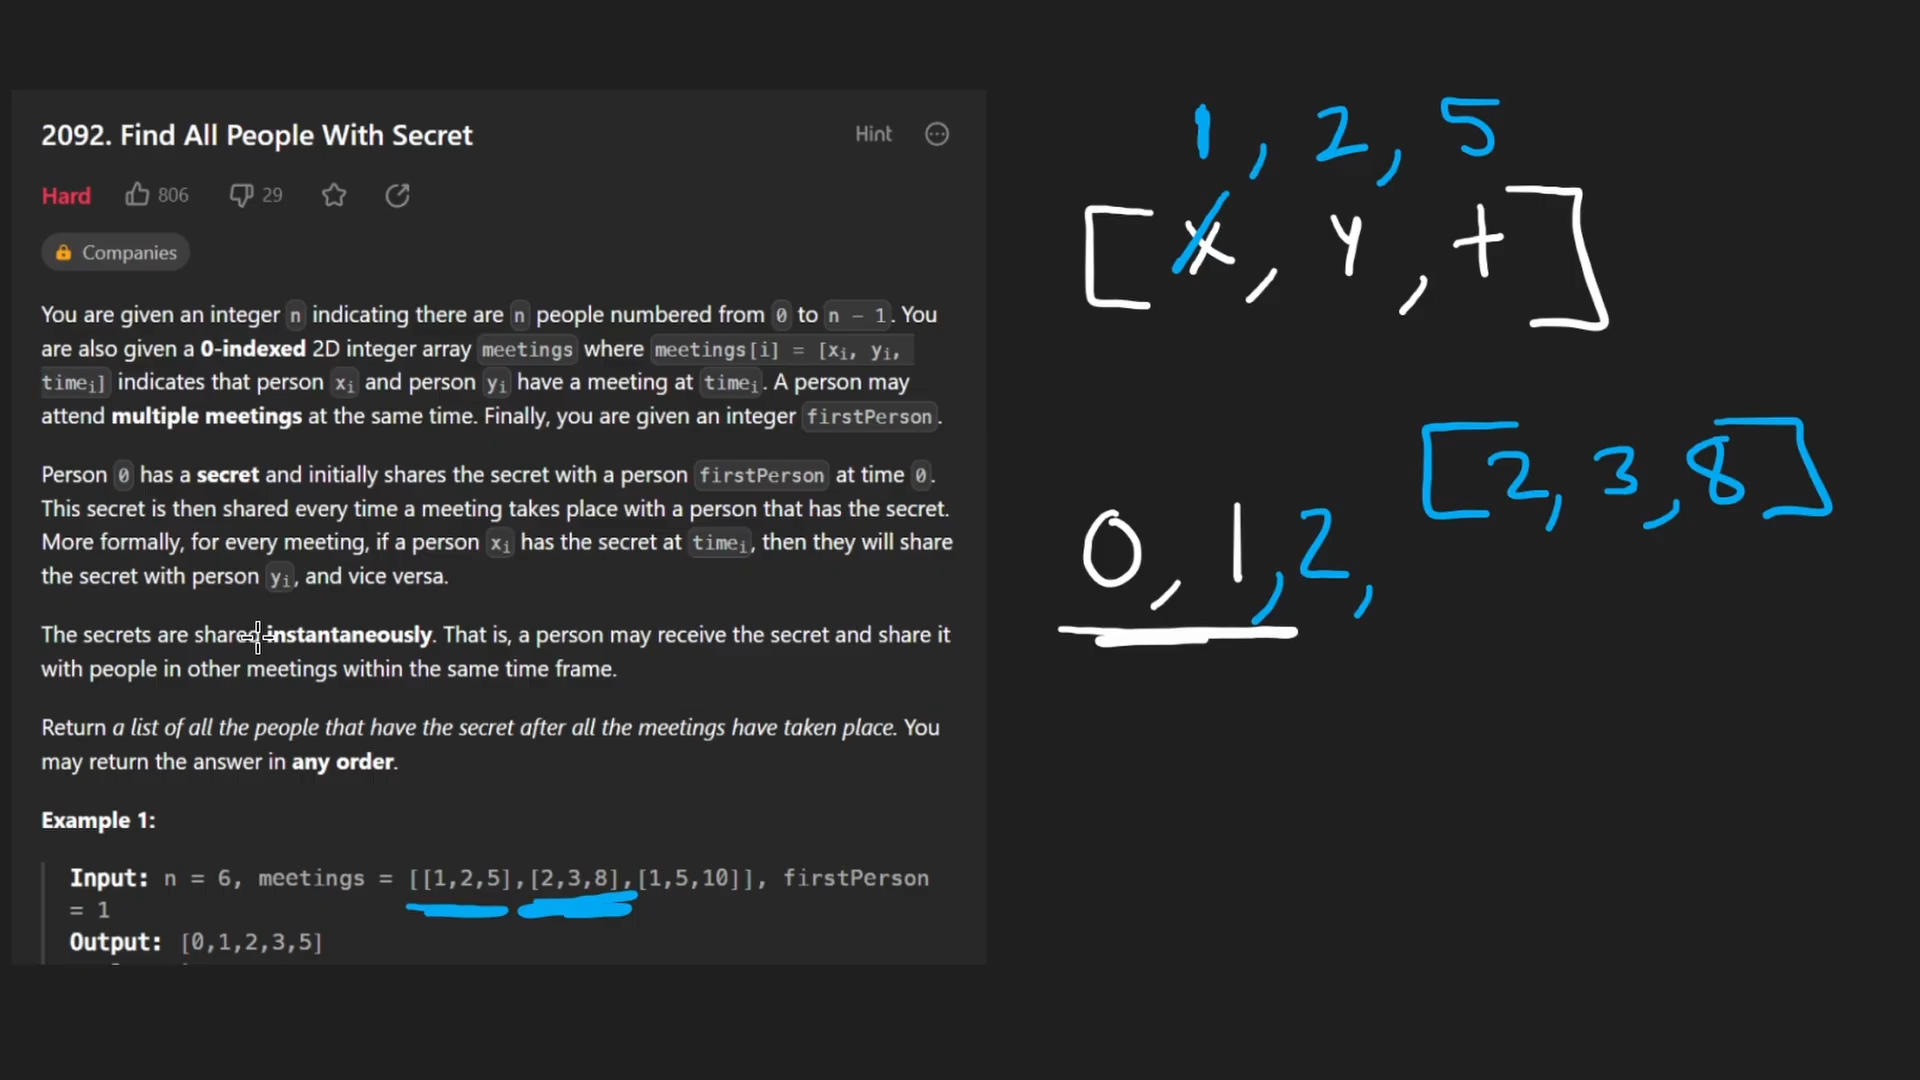 2092. Find All People With Secret
Hint
Hard 806 29
Companies
You are given an integer n indicating there are n people numbered from 0 to n - 1. You
are also given a 0-indexed 2D integer array meetings where meetings[i] = [xi, yi,
timei] indicates that person xi and person yi have a meeting at timei. A person may
attend multiple meetings at the same time. Finally, you are given an integer firstPerson.
Person 0 has a secret and initially shares the secret with a person firstPerson at time 0.
This secret is then shared every time a meeting takes place with a person that has the secret.
More formally, for every meeting, if a person xi has the secret at timei, then they will share
the secret with person yi, and vice versa.
The secrets are shared instantaneously. That is, a person may receive the secret and share it
with people in other meetings within the same time frame.
Return a list of all the people that have the secret after all the meetings have taken place. You
may return the answer in any order.
Example 1:
Input: n = 6, meetings = [[1,2,5],[2,3,8],[1,5,10]], firstPerson
= 1
Output: [0,1,2,3,5]
1, 2, 5
[x, y, t]
[2, 3, 8]
0, 1, 2,